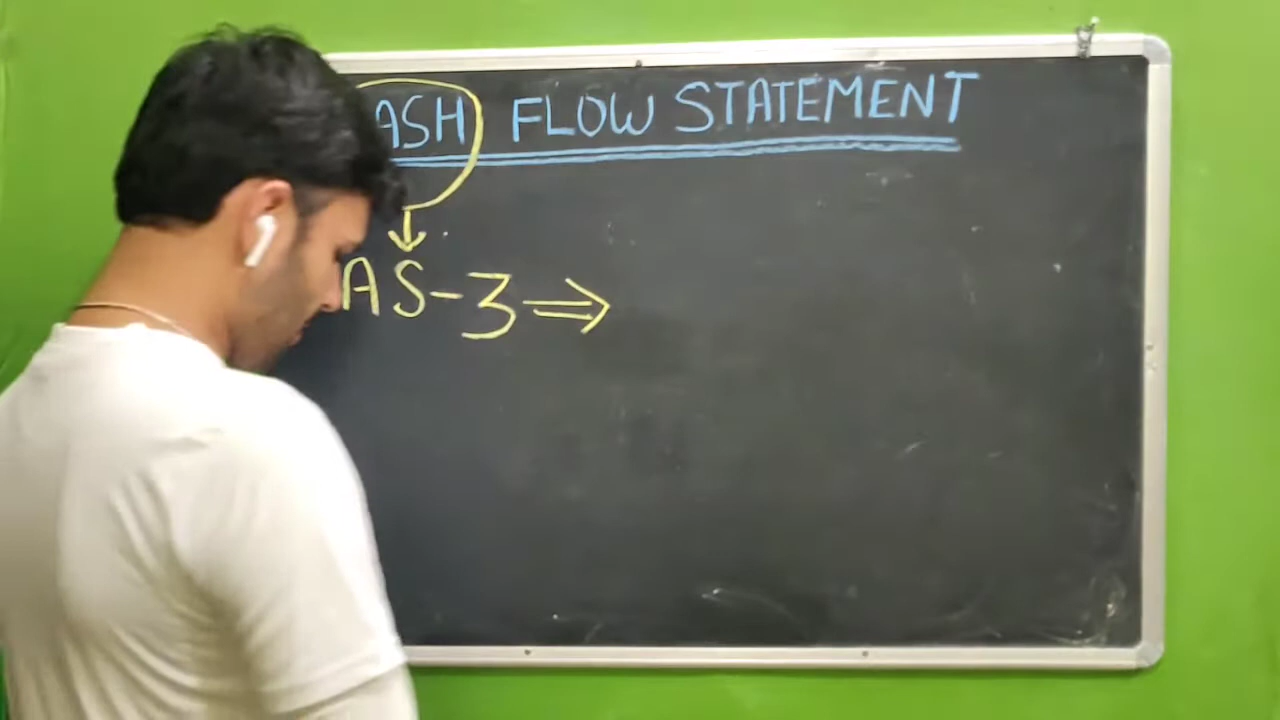 ASH FLOW STATEMENT
AS-3 ⇒